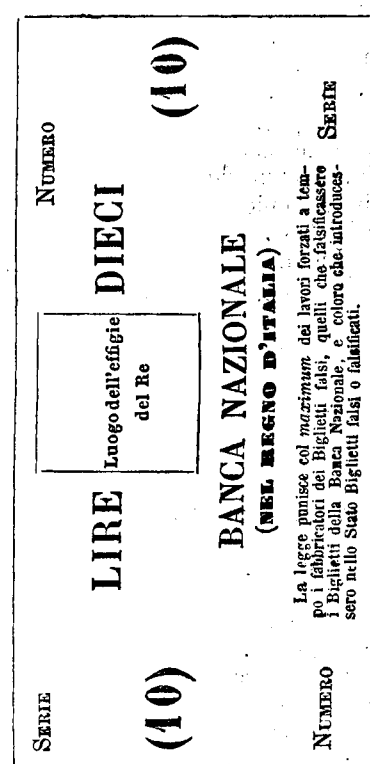 SERIE NUMERO
LIRE Luogo dell'effigie DIECI
del Re
(10) (10)
BANCA NAZIONALE
(NEL REGNO D'ITALIA)
La legge punisce col maximum dei lavori forzati a tem-
po i fabbricatori dei Biglietti falsi, quelli che falsificassero
i Biglietti della Banca Nazionale, e coloro che introduces-
sero nello Stato Biglietti falsi o falsificati.
NUMERO SERIE